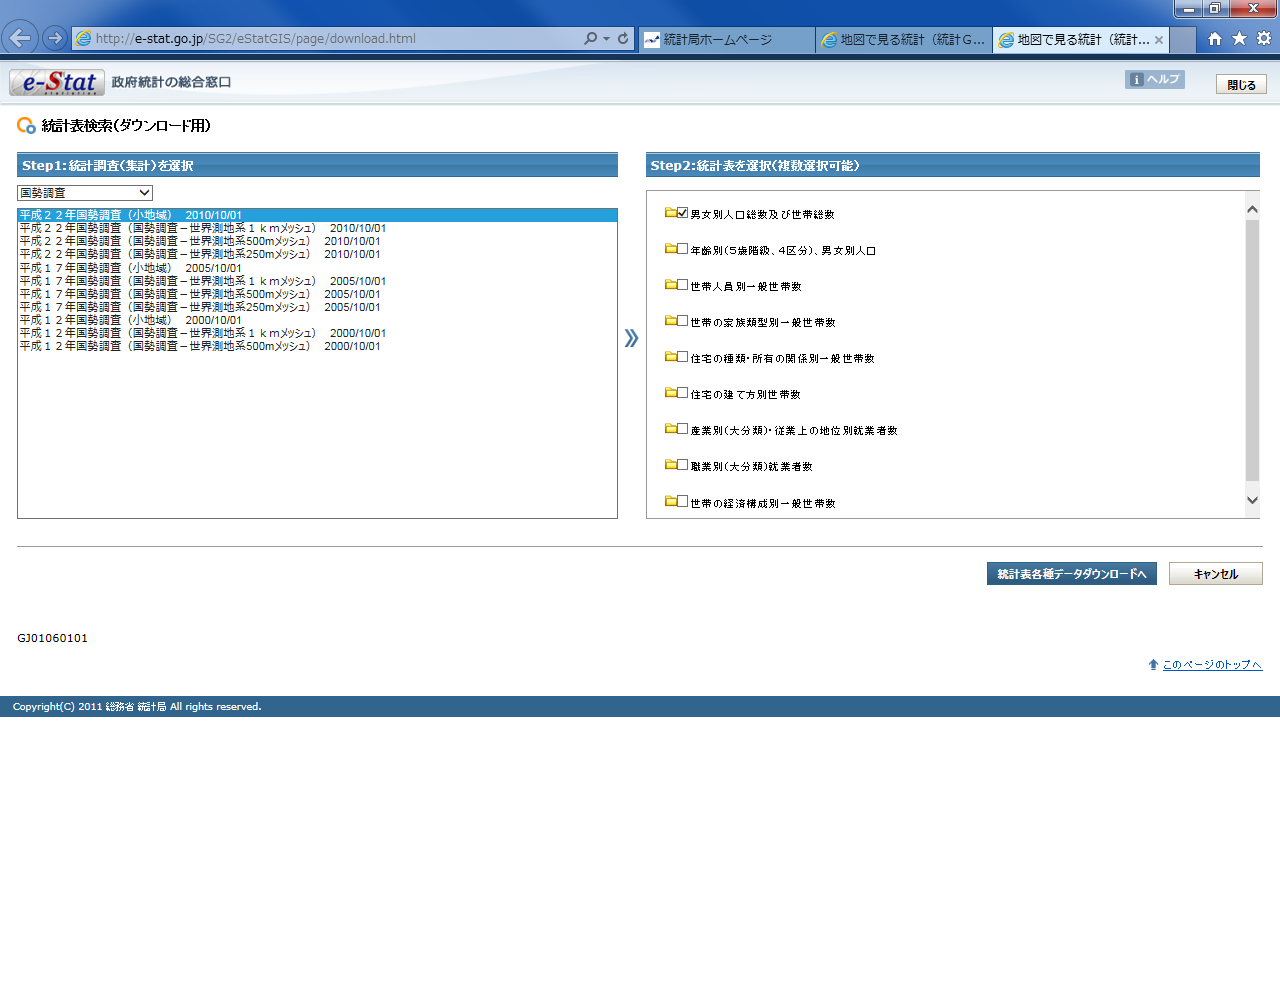 http://e-stat.go.jp/SG2/eStatGIS/page/download.html
統計局ホームページ
地図で見る統計（統計G...
地図で見る統計（統計...
e-Stat 政府統計の総合窓口
ヘルプ
閉じる
統計表検索(ダウンロード用)
Step1:統計調査(集計)を選択
国勢調査
平成２２年国勢調査（小地域） 2010/10/01
平成２２年国勢調査（国勢調査－世界測地系１ｋｍメッシュ） 2010/10/01
平成２２年国勢調査（国勢調査－世界測地系500mメッシュ） 2010/10/01
平成２２年国勢調査（国勢調査－世界測地系250mメッシュ） 2010/10/01
平成１７年国勢調査（小地域） 2005/10/01
平成１７年国勢調査（国勢調査－世界測地系１ｋｍメッシュ） 2005/10/01
平成１７年国勢調査（国勢調査－世界測地系500mメッシュ） 2005/10/01
平成１７年国勢調査（国勢調査－世界測地系250mメッシュ） 2005/10/01
平成１２年国勢調査（小地域） 2000/10/01
平成１２年国勢調査（国勢調査－世界測地系１ｋｍメッシュ） 2000/10/01
平成１２年国勢調査（国勢調査－世界測地系500mメッシュ） 2000/10/01
Step2:統計表を選択(複数選択可能)
男女別人口総数及び世帯総数
年齢別(5歳階級、4区分)、男女別人口
世帯人員別一般世帯数
世帯の家族類型別一般世帯数
住宅の種類・所有の関係別一般世帯数
住宅の建て方別世帯数
産業別(大分類)・従業上の地位別就業者数
職業別(大分類)就業者数
世帯の経済構成別一般世帯数
統計表各種データダウンロードへ
キャンセル
GJ01060101
このページのトップへ
Copyright(C) 2011 総務省 統計局 All rights reserved.